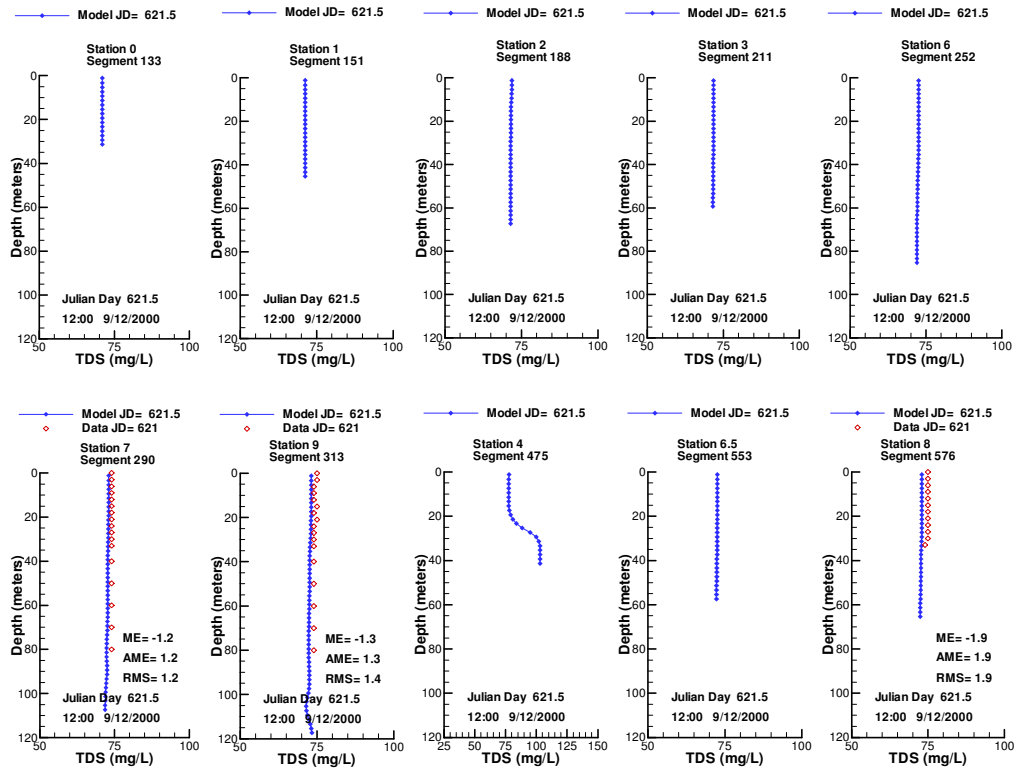 Model JD= 621.5
Station 0
Segment 133
0
20
40
60
80
100
120
Depth (meters)
Julian Day 621.5
12:00 9/12/2000
50 75 100
TDS (mg/L)
Model JD= 621.5
Station 1
Segment 151
0
20
40
60
80
100
120
Depth (meters)
Julian Day 621.5
12:00 9/12/2000
50 75 100
TDS (mg/L)
Model JD= 621.5
Station 2
Segment 188
0
20
40
60
80
100
120
Depth (meters)
Julian Day 621.5
12:00 9/12/2000
50 75 100
TDS (mg/L)
Model JD= 621.5
Station 3
Segment 211
0
20
40
60
80
100
120
Depth (meters)
Julian Day 621.5
12:00 9/12/2000
50 75 100
TDS (mg/L)
Model JD= 621.5
Station 6
Segment 252
0
20
40
60
80
100
120
Depth (meters)
Julian Day 621.5
12:00 9/12/2000
50 75 100
TDS (mg/L)
Model JD= 621.5
Data JD= 621
Station 7
Segment 290
0
20
40
60
80
100
120
Depth (meters)
ME= -1.2
AME= 1.2
RMS= 1.2
Julian Day 621.5
12:00 9/12/2000
50 75 100
TDS (mg/L)
Model JD= 621.5
Data JD= 621
Station 9
Segment 313
0
20
40
60
80
100
120
Depth (meters)
ME= -1.3
AME= 1.3
RMS= 1.4
Julian Day 621.5
12:00 9/12/2000
50 75 100
TDS (mg/L)
Model JD= 621.5
Station 4
Segment 475
0
20
40
60
80
100
120
Depth (meters)
Julian Day 621.5
12:00 9/12/2000
25 50 75 100 125 150
TDS (mg/L)
Model JD= 621.5
Station 6.5
Segment 553
0
20
40
60
80
100
120
Depth (meters)
Julian Day 621.5
12:00 9/12/2000
50 75 100
TDS (mg/L)
Model JD= 621.5
Data JD= 621
Station 8
Segment 576
0
20
40
60
80
100
120
Depth (meters)
ME= -1.9
AME= 1.9
RMS= 1.9
Julian Day 621.5
12:00 9/12/2000
50 75 100
TDS (mg/L)